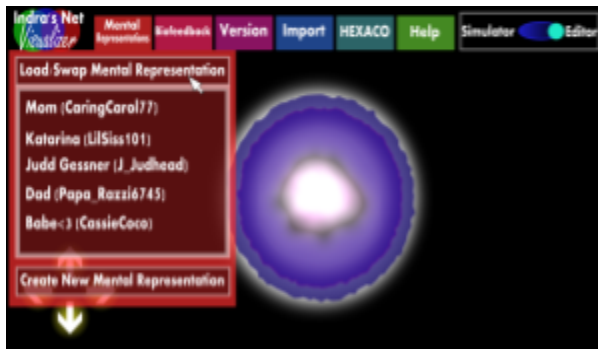 Indra's Net
Visualizer
Mental
Representations
Biofeedback
Version
Import
HEXACO
Help
Simulator
Editor
Load/Swap Mental Representation
Mom (CaringCarol77)
Katarina (LilSiss101)
Judd Gessner (J_Judhead)
Dad (Papa_Razzi6745)
Babe<3 (CassieCoco)
Create New Mental Representation